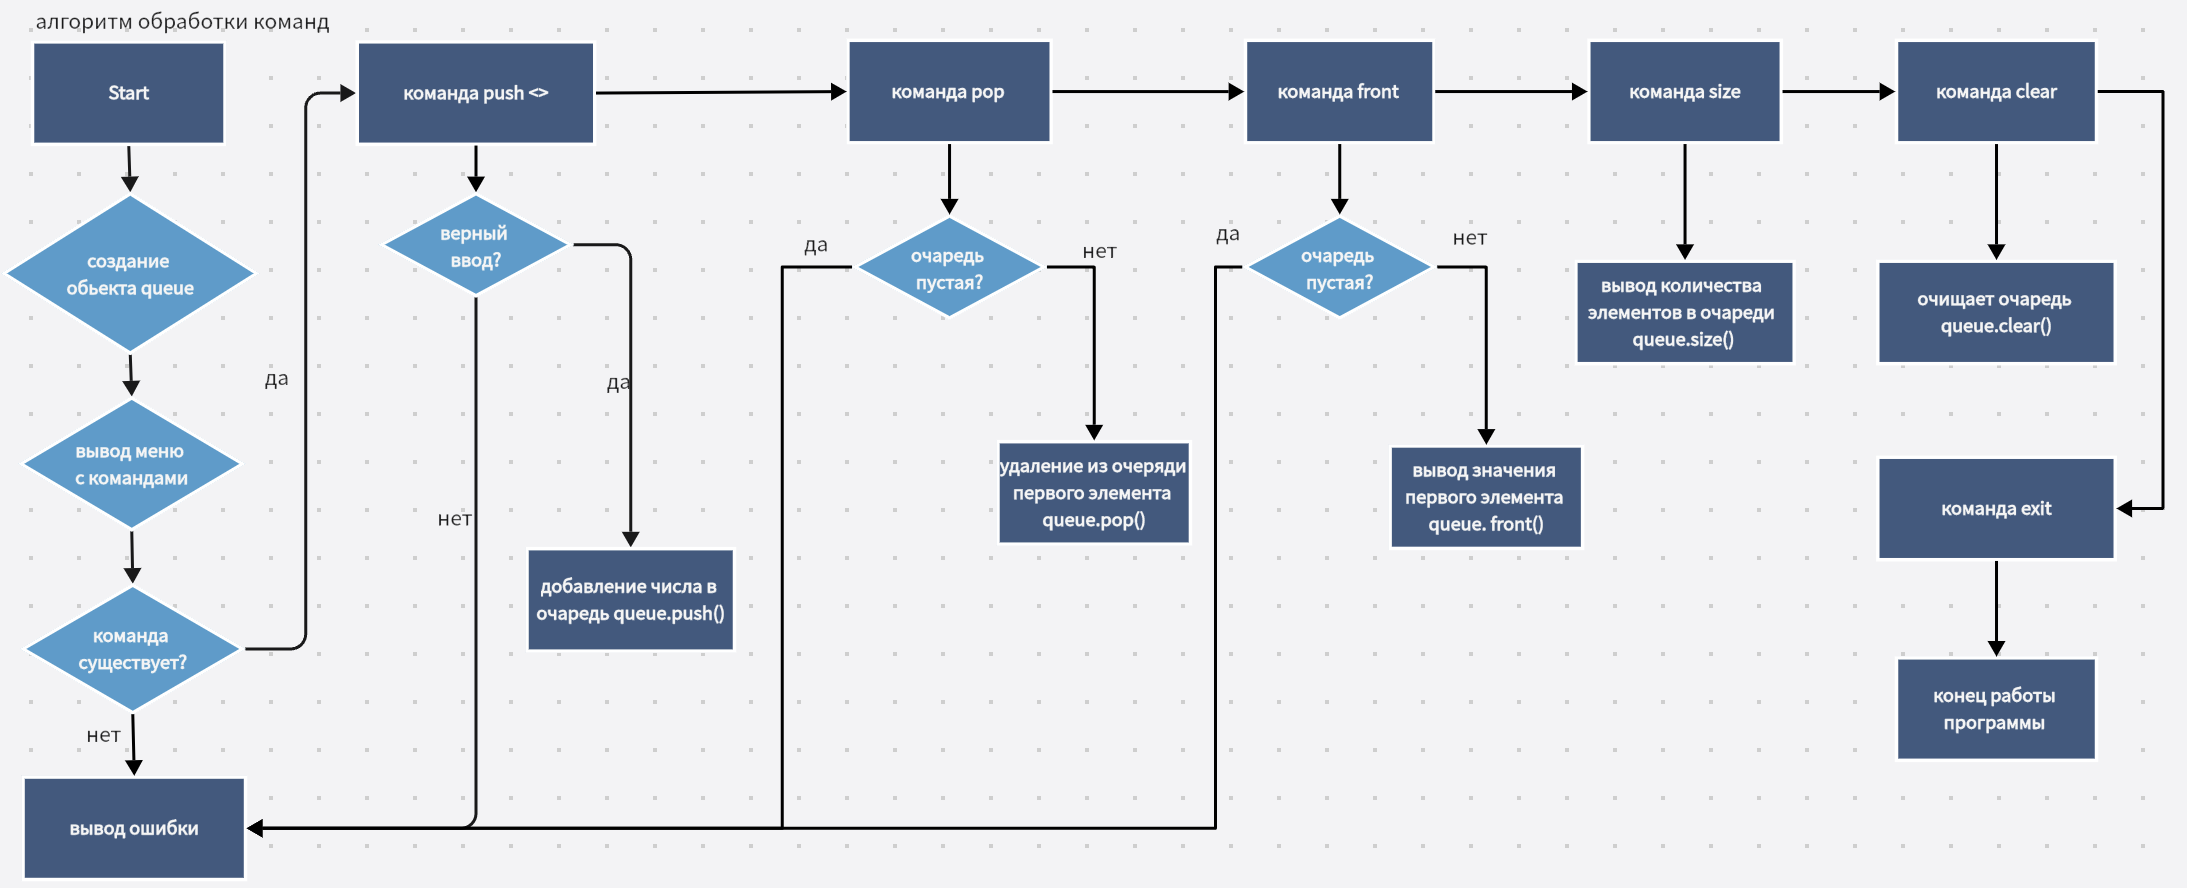 алгоритм обработки команд
Start
команда push <>
команда pop
команда front
команда size
команда clear
создание
обьекта queue
верный
ввод?
да
очаредь
пустая?
нет
да
очаредь
пустая?
нет
вывод количества
элементов в очареди
queue.size()
очищает очаредь
queue.clear()
да
да
вывод меню
с командами
нет
удаление из очеряди
первого элемента
queue.pop()
вывод значения
первого элемента
queue. front()
команда exit
добавление числа в
очаредь queue.push()
команда
существует?
нет
конец работы
программы
вывод ошибки